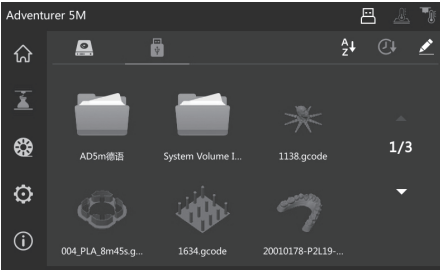 Adventurer 5M
A Z
AD5m德语
System Volume I...
1138.gcode
1/3
004_PLA_8m45s.g...
1634.gcode
20010178-P2L19-...